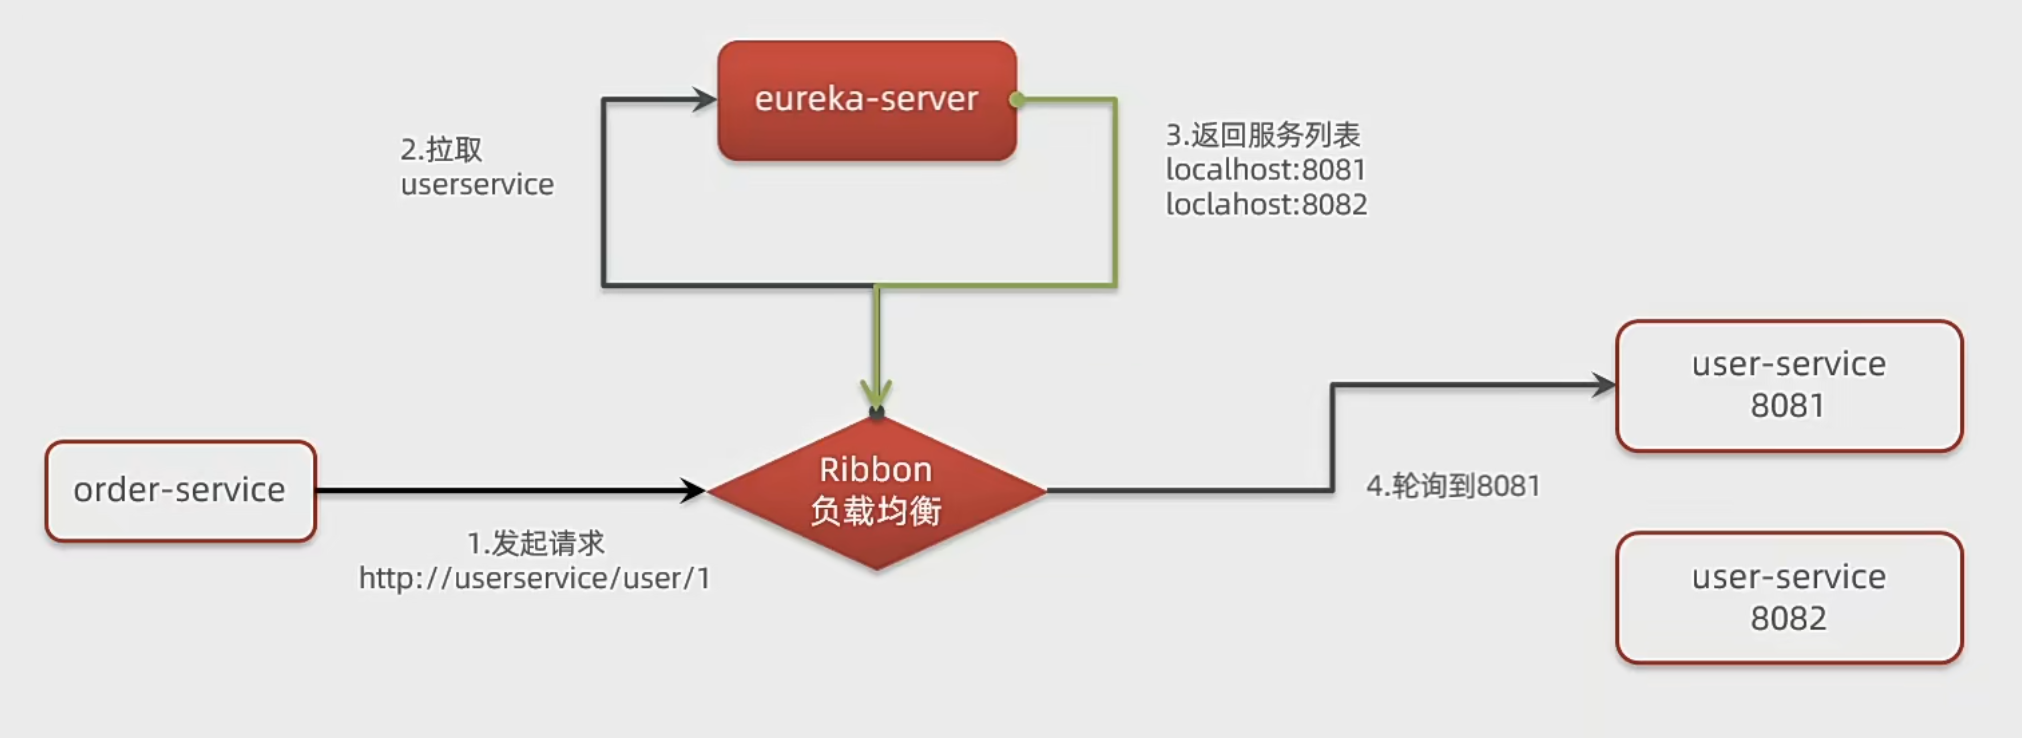 eureka-server
2.拉取
userservice
3.返回服务列表
localhost:8081
loclahost:8082
order-service
1.发起请求
http://userservice/user/1
Ribbon
负载均衡
4.轮询到8081
user-service
8081
user-service
8082